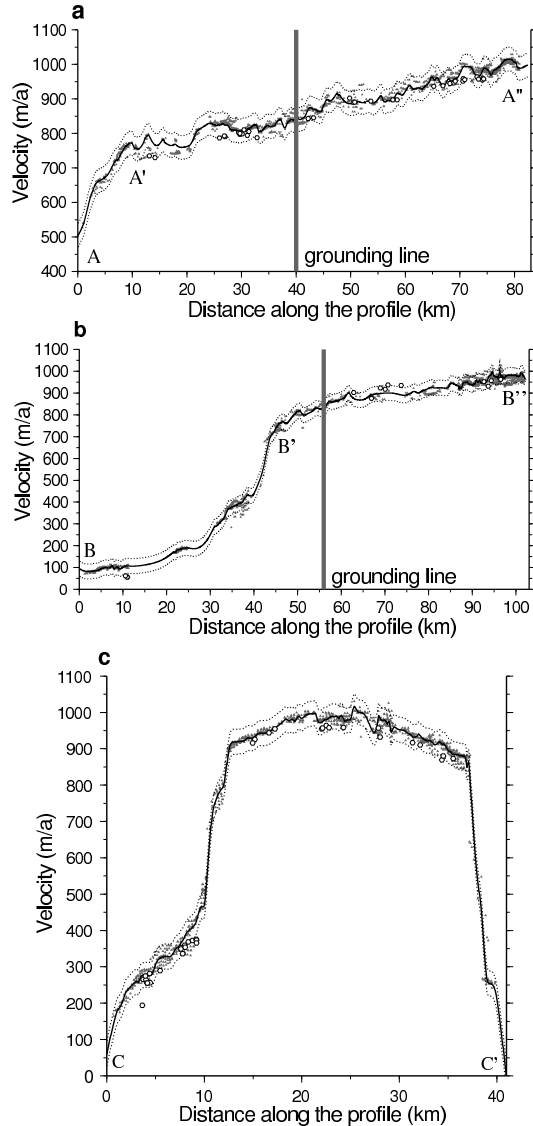 a
1100
1000
900
800
700
600
500
400
Velocity (m/a)
A
A'
A"
grounding line
0 10 20 30 40 50 60 70 80
Distance along the profile (km)
b
1100
1000
900
800
700
600
500
400
300
200
100
0
Velocity (m/a)
B
B'
B''
grounding line
0 10 20 30 40 50 60 70 80 90 100
Distance along the profile (km)
c
1100
1000
900
800
700
600
500
400
300
200
100
0
Velocity (m/a)
C
C'
0 10 20 30 40
Distance along the profile (km)